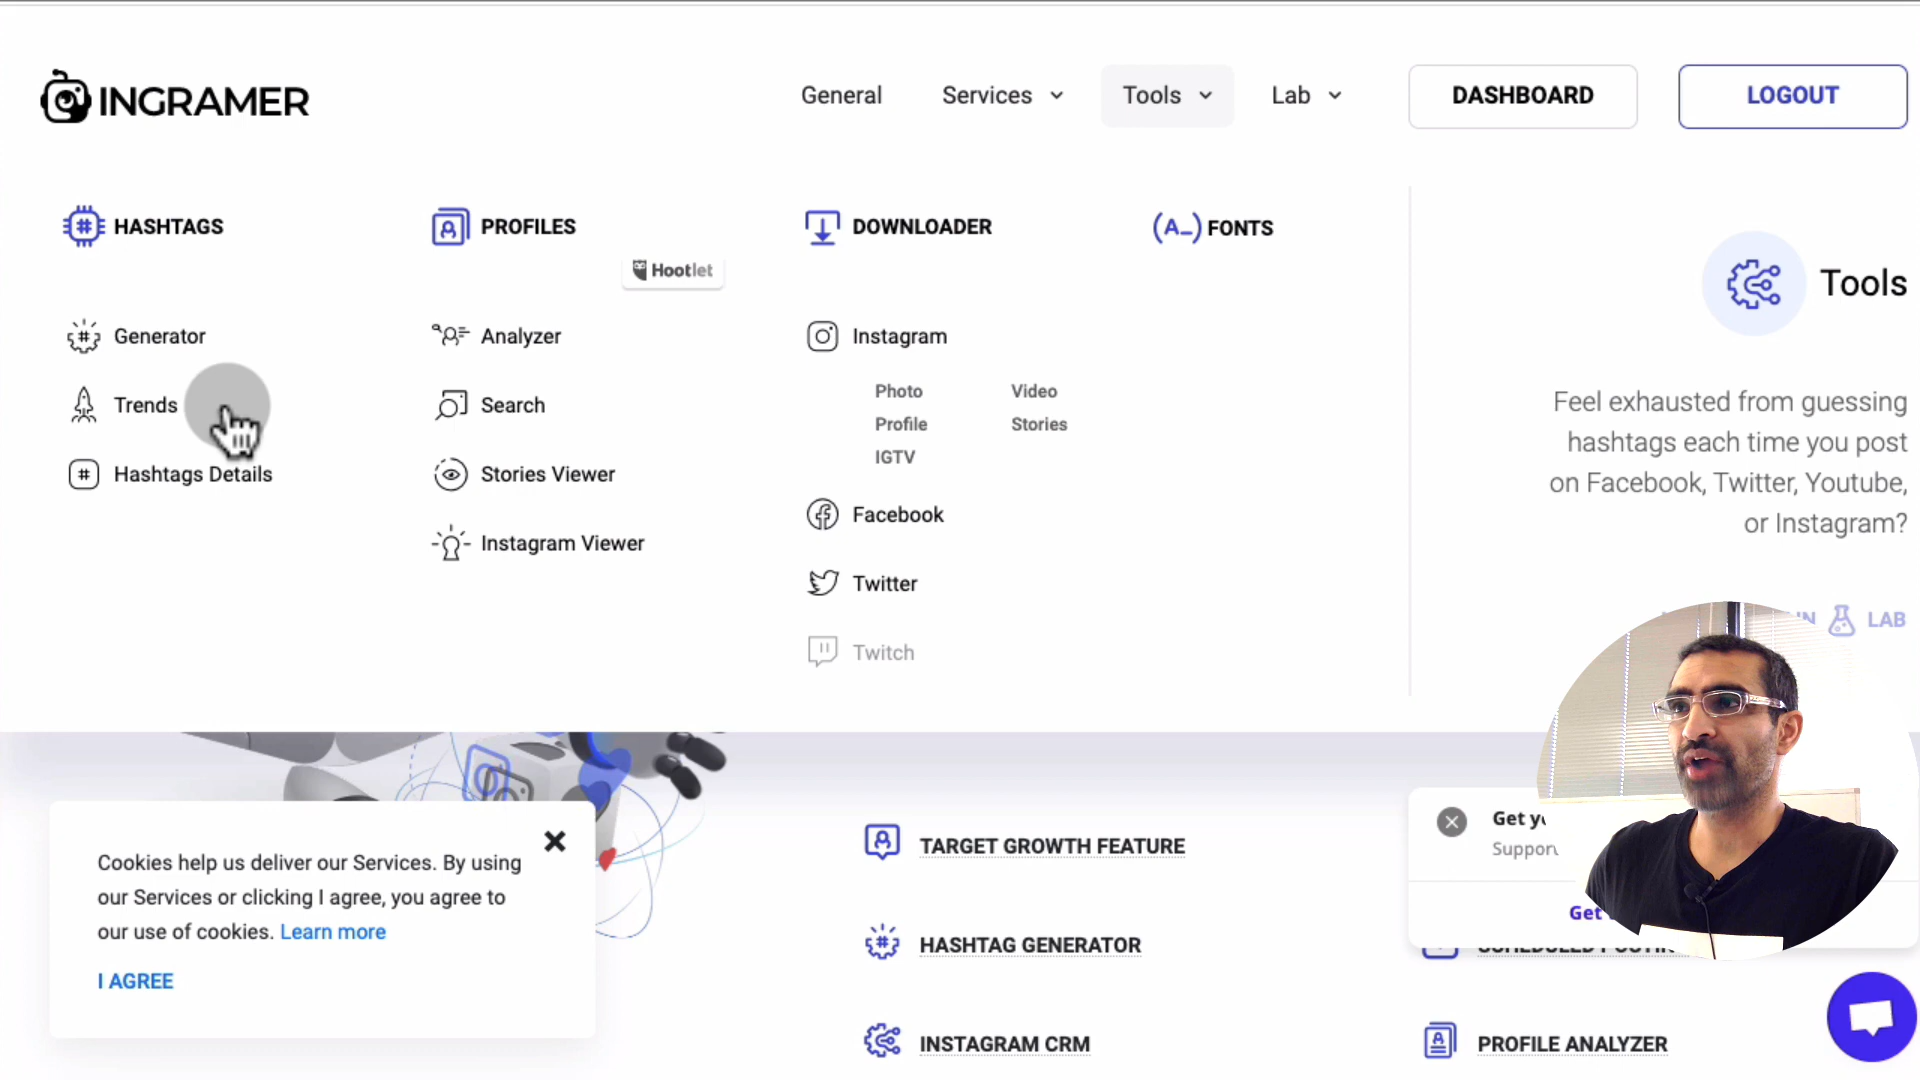 INGRAMER
General
Services
Tools
Lab
DASHBOARD
LOGOUT
HASHTAGS
Generator
Trends
Hashtags Details
PROFILES
Hootlet
Analyzer
Search
Stories Viewer
Instagram Viewer
DOWNLOADER
Instagram
Photo
Video
Profile
Stories
IGTV
Facebook
Twitter
Twitch
(A_) FONTS
Tools
Feel exhausted from guessing
hashtags each time you post
on Facebook, Twitter, Youtube,
or Instagram?
LAB
Cookies help us deliver our Services. By using
our Services or clicking I agree, you agree to
our use of cookies. Learn more
I AGREE
TARGET GROWTH FEATURE
HASHTAG GENERATOR
INSTAGRAM CRM
Get
Get
PROFILE ANALYZER